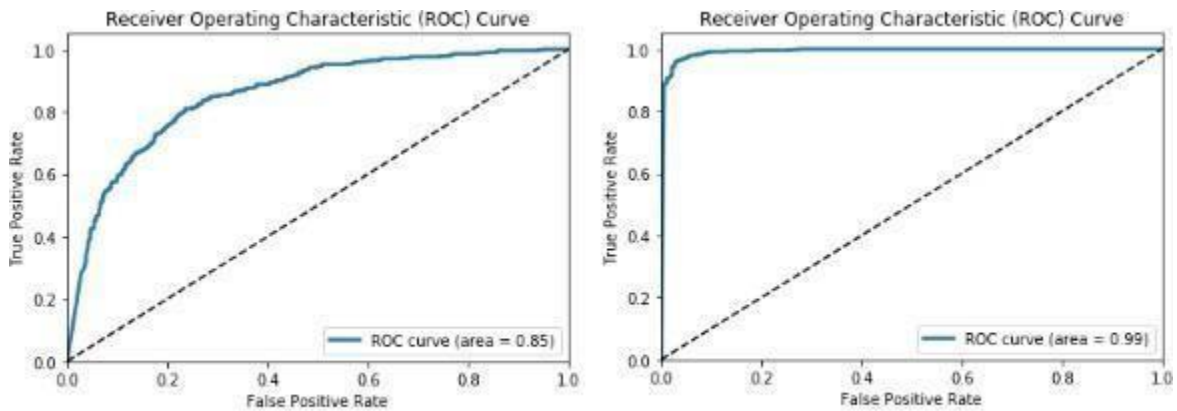 Receiver Operating Characteristic (ROC) Curve
1.0
0.8
0.6
0.4
0.2
0.0
True Positive Rate
ROC curve (area = 0.85)
0.0 0.2 0.4 0.6 0.8 1.0
False Positive Rate
Receiver Operating Characteristic (ROC) Curve
1.0
0.8
0.6
0.4
0.2
0.0
True Positive Rate
ROC curve (area = 0.99)
0.0 0.2 0.4 0.6 0.8 1.0
False Positive Rate